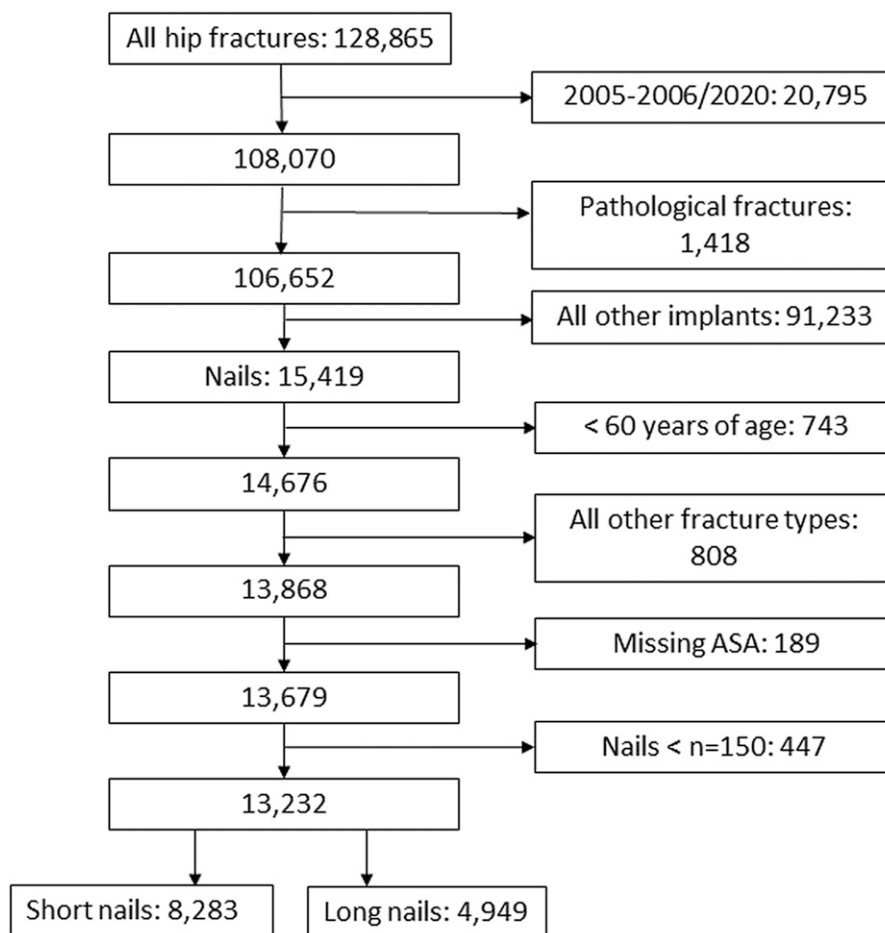 All hip fractures: 128,865
2005-2006/2020: 20,795
108,070
Pathological fractures:
1,418
106,652
All other implants: 91,233
Nails: 15,419
< 60 years of age: 743
14,676
All other fracture types:
808
13,868
Missing ASA: 189
13,679
Nails < n=150: 447
13,232
Short nails: 8,283
Long nails: 4,949